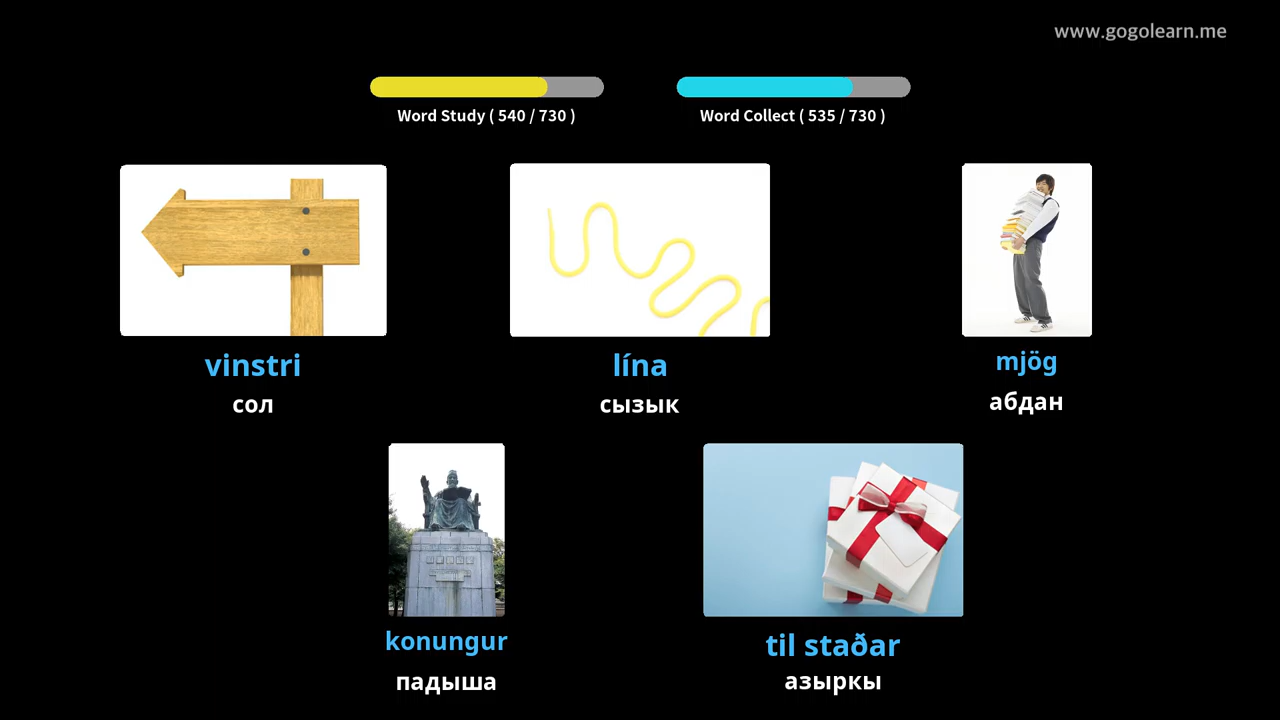 www.gogolearn.me
Word Study ( 540 / 730 )
Word Collect ( 535 / 730 )
vinstri
сол
lína
сызык
mjög
абдан
konungur
падыша
til staðar
азыркы